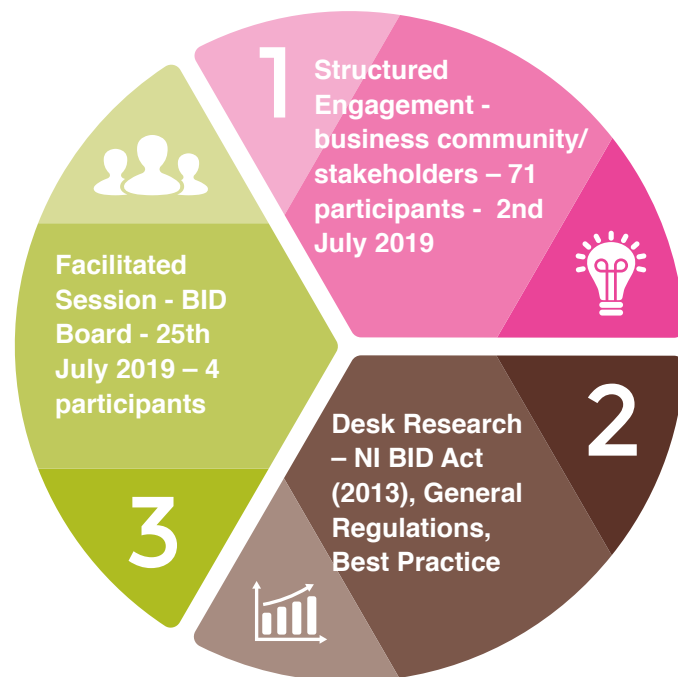 1
Structured
Engagement -
business community/
stakeholders – 71
participants - 2nd
July 2019
2
Desk Research
– NI BID Act
(2013), General
Regulations,
Best Practice
3
Facilitated
Session - BID
Board - 25th
July 2019 – 4
participants